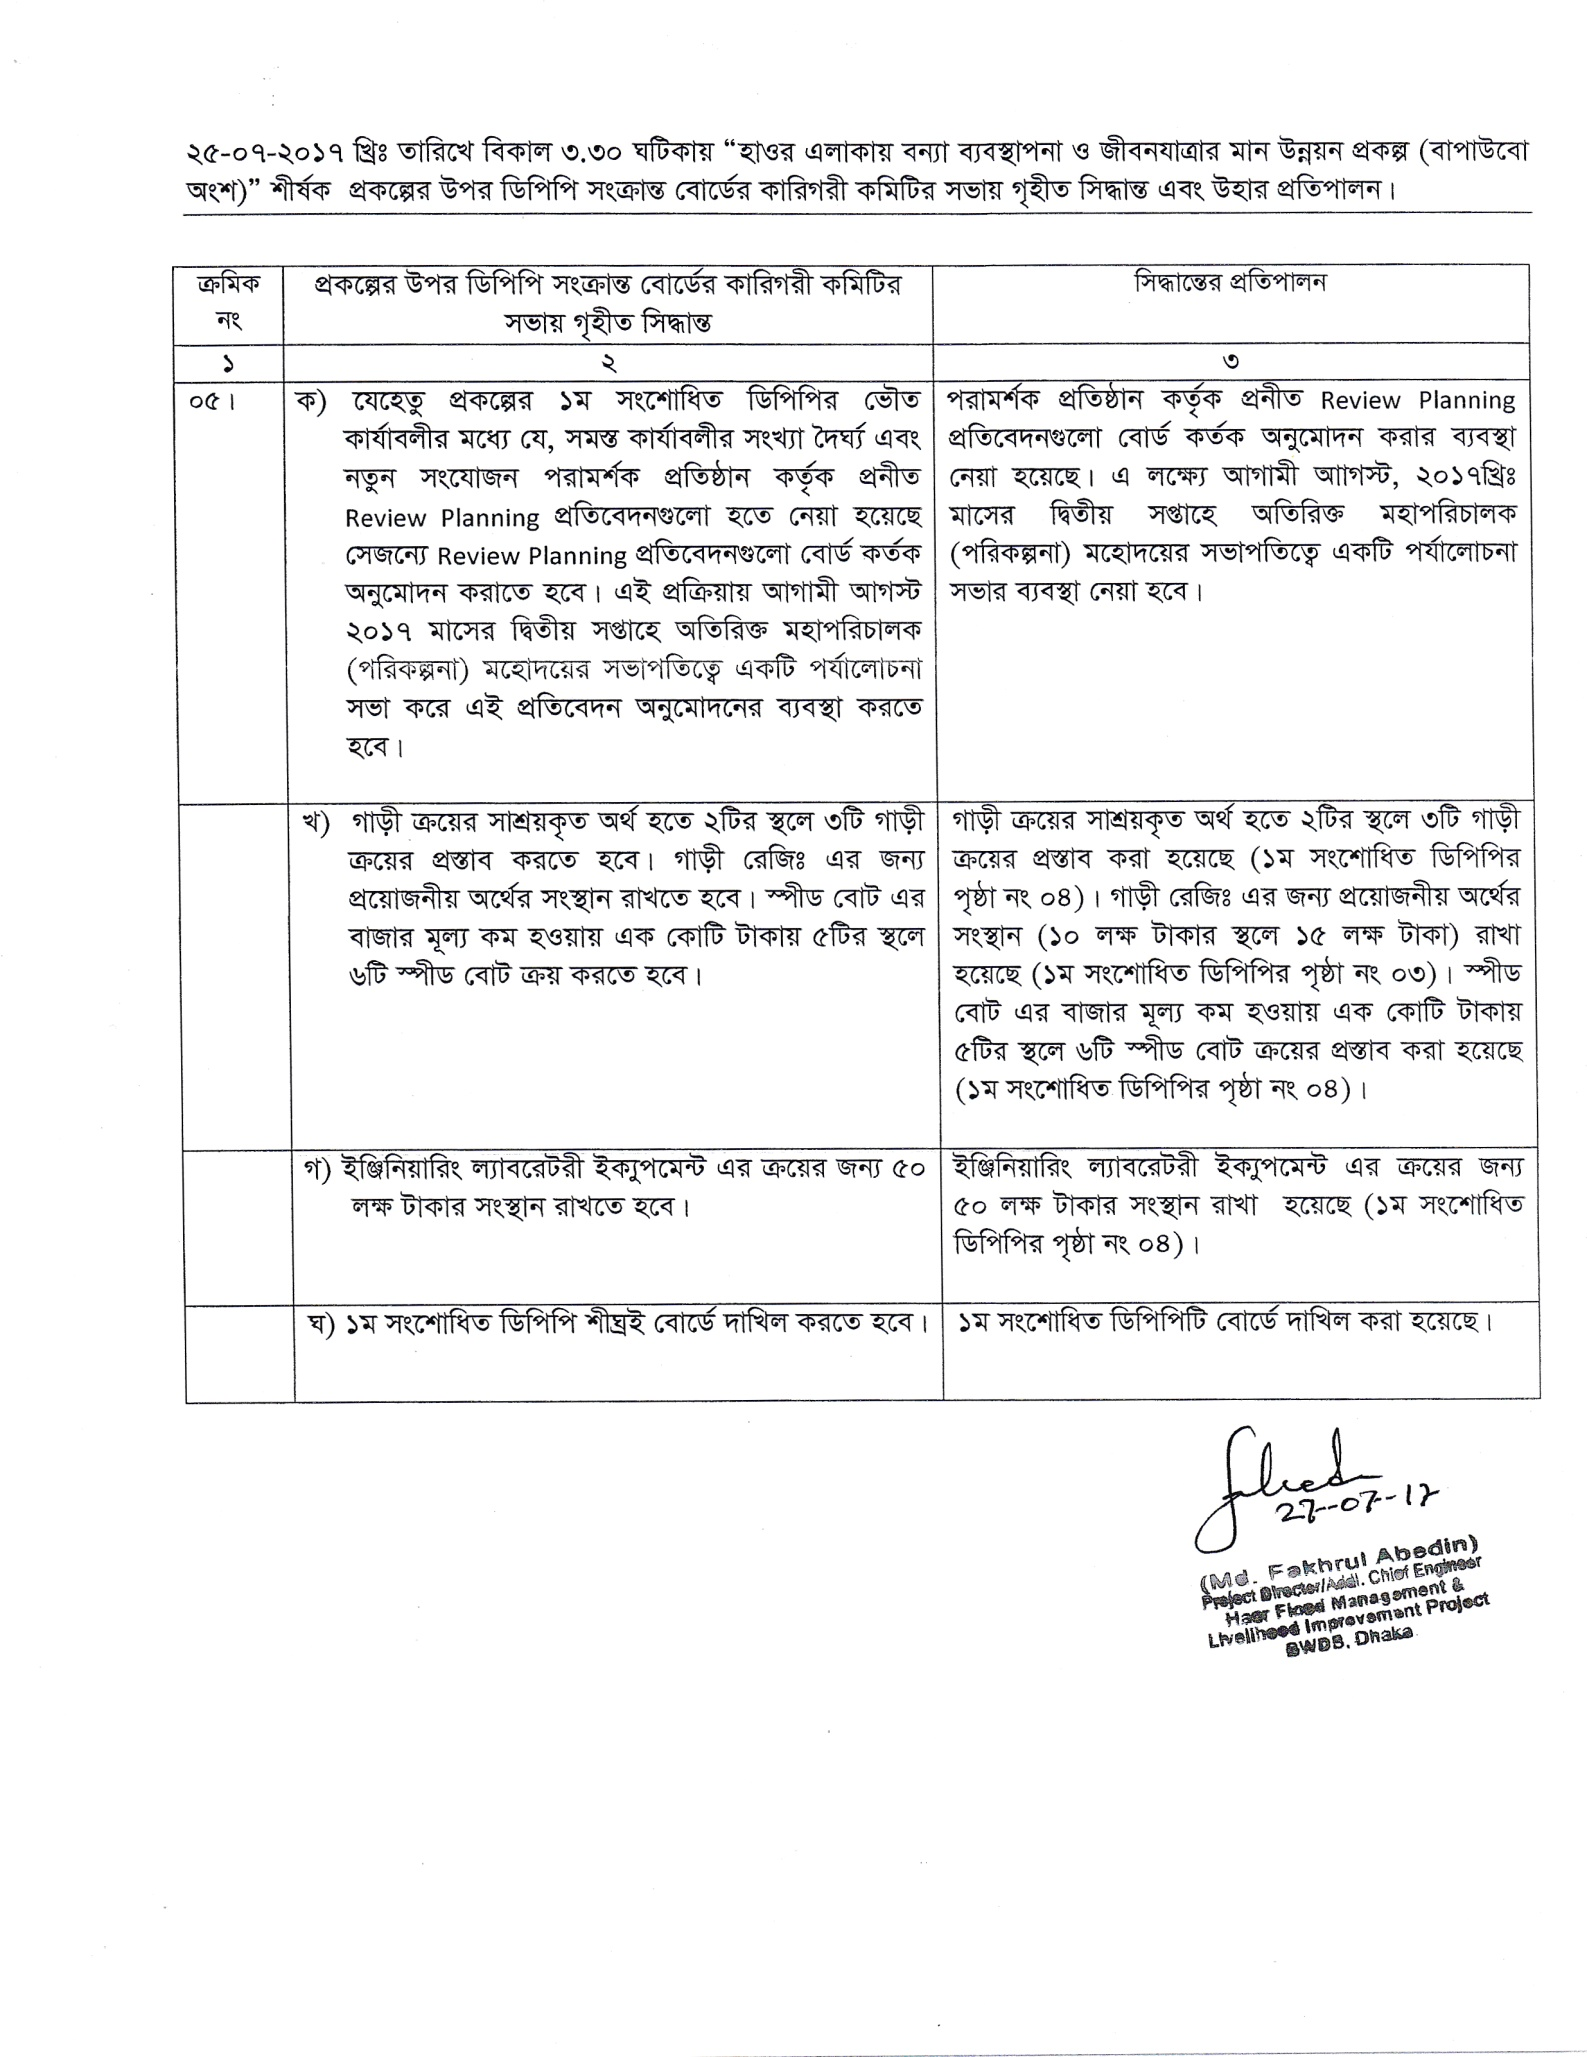 ২৫-০৭-২০১৭ খ্রিঃ তারিখে বিকাল ৩.৩০ ঘটিকায় “হাওর এলাকায় বন্যা ব্যবস্থাপনা ও জীবনযাত্রার মান উন্নয়ন প্রকল্প (বাপাউবো
অংশ)” শীর্ষক প্রকল্পের উপর ডিপিপি সংক্রান্ত বোর্ডের কারিগরী কমিটির সভায় গৃহীত সিদ্ধান্ত এবং উহার প্রতিপালন।
ক্রমিক
নং
প্রকল্পের উপর ডিপিপি সংক্রান্ত বোর্ডের কারিগরী কমিটির
সভায় গৃহীত সিদ্ধান্ত
সিদ্ধান্তের প্রতিপালন
১
২
৩
০৫।
ক) যেহেতু প্রকল্পের ১ম সংশোধিত ডিপিপির ভৌত
কার্যাবলীর মধ্যে যে, সমস্ত কার্যাবলীর সংখ্যা দৈর্ঘ্য এবং
নতুন সংযোজন পরামর্শক প্রতিষ্ঠান কর্তৃক প্রনীত
Review Planning প্রতিবেদনগুলো হতে নেয়া হয়েছে
সেজন্যে Review Planning প্রতিবেদনগুলো বোর্ড কর্তক
অনুমোদন করাতে হবে। এই প্রক্রিয়ায় আগামী আগস্ট
২০১৭ মাসের দ্বিতীয় সপ্তাহে অতিরিক্ত মহাপরিচালক
(পরিকল্পনা) মহোদয়ের সভাপতিত্বে একটি পর্যালোচনা
সভা করে এই প্রতিবেদন অনুমোদনের ব্যবস্থা করতে
হবে।
পরামর্শক প্রতিষ্ঠান কর্তৃক প্রনীত Review Planning
প্রতিবেদনগুলো বোর্ড কর্তক অনুমোদন করার ব্যবস্থা
নেয়া হয়েছে। এ লক্ষ্যে আগামী আাগস্ট, ২০১৭খ্রিঃ
মাসের দ্বিতীয় সপ্তাহে অতিরিক্ত মহাপরিচালক
(পরিকল্পনা) মহোদয়ের সভাপতিত্বে একটি পর্যালোচনা
সভার ব্যবস্থা নেয়া হবে।
খ) গাড়ী ক্রয়ের সাশ্রয়কৃত অর্থ হতে ২টির স্থলে ৩টি গাড়ী
ক্রয়ের প্রস্তাব করতে হবে। গাড়ী রেজিঃ এর জন্য
প্রয়োজনীয় অর্থের সংস্থান রাখতে হবে। স্পীড বোট এর
বাজার মূল্য কম হওয়ায় এক কোটি টাকায় ৫টির স্থলে
৬টি স্পীড বোট ক্রয় করতে হবে।
গাড়ী ক্রয়ের সাশ্রয়কৃত অর্থ হতে ২টির স্থলে ৩টি গাড়ী
ক্রয়ের প্রস্তাব করা হয়েছে (১ম সংশোধিত ডিপিপির
পৃষ্ঠা নং ০৪)। গাড়ী রেজিঃ এর জন্য প্রয়োজনীয় অর্থের
সংস্থান (১০ লক্ষ টাকার স্থলে ১৫ লক্ষ টাকা) রাখা
হয়েছে (১ম সংশোধিত ডিপিপির পৃষ্ঠা নং ০৩)। স্পীড
বোট এর বাজার মূল্য কম হওয়ায় এক কোটি টাকায়
৫টির স্থলে ৬টি স্পীড বোট ক্রয়ের প্রস্তাব করা হয়েছে
(১ম সংশোধিত ডিপিপির পৃষ্ঠা নং ০৪)।
গ) ইঞ্জিনিয়ারিং ল্যাবরেটরী ইক্যুপমেন্ট এর ক্রয়ের জন্য ৫০
লক্ষ টাকার সংস্থান রাখতে হবে।
ইঞ্জিনিয়ারিং ল্যাবরেটরী ইক্যুপমেন্ট এর ক্রয়ের জন্য
৫০ লক্ষ টাকার সংস্থান রাখা হয়েছে (১ম সংশোধিত
ডিপিপির পৃষ্ঠা নং ০৪)।
ঘ) ১ম সংশোধিত ডিপিপি শীঘ্রই বোর্ডে দাখিল করতে হবে।
১ম সংশোধিত ডিপিপিটি বোর্ডে দাখিল করা হয়েছে।
27-07-17
(Md. Fakhrul Abedin)
Project Director/Addl. Chief Engineer
Haor Flood Management &
Livelihood Improvement Project
BWDB, Dhaka